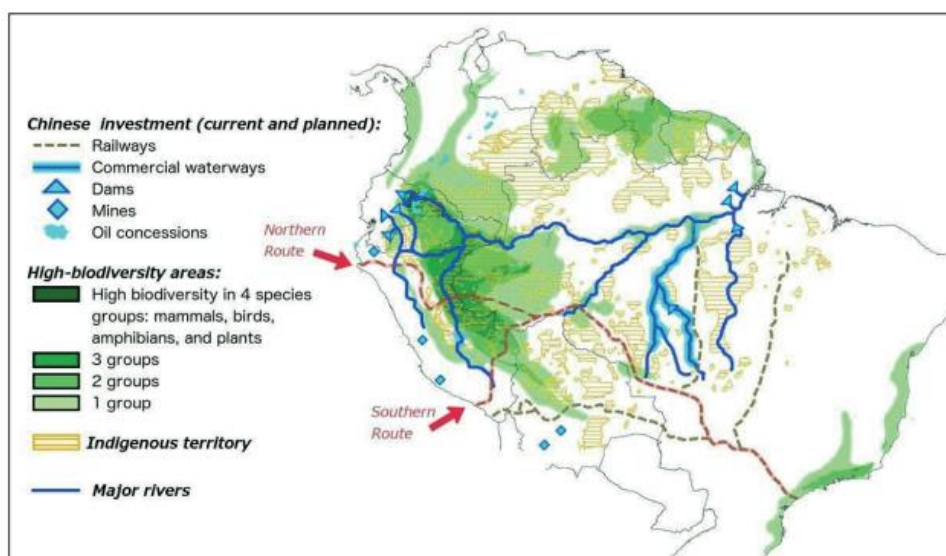 Chinese investment (current and planned):
Railways
Commercial waterways
Dams
Mines
Oil concessions
High-biodiversity areas:
High biodiversity in 4 species
groups: mammals, birds,
amphibians, and plants
3 groups
2 groups
1 group
Indigenous territory
Major rivers
Northern
Route
Southern
Route